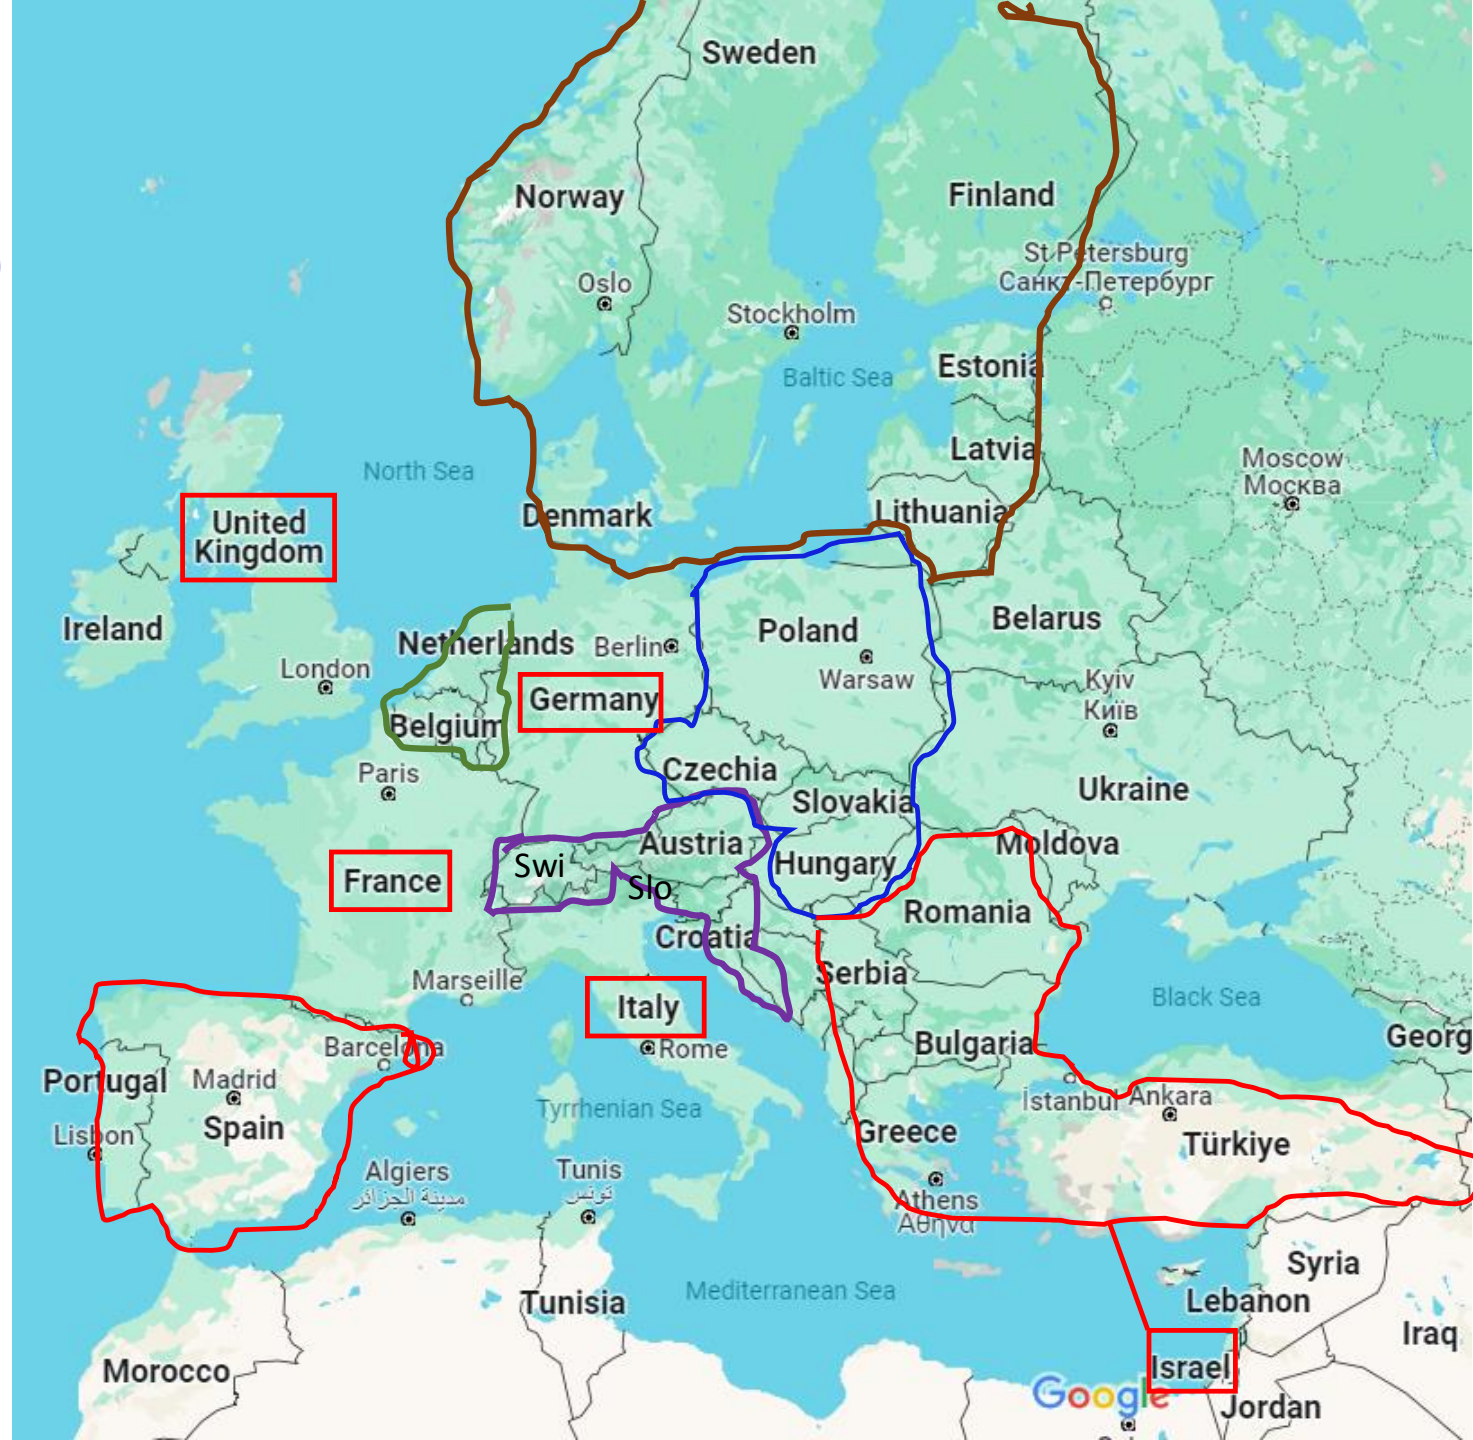 Sweden
Norway
Finland
St Petersburg
Санкт-Петербург
Oslo
Stockholm
Estonia
Baltic Sea
Latvia
North Sea
Moscow
Москва
Denmark
Lithuania
United
Kingdom
Ireland
Netherlands
Berlin
Poland
Belarus
London
Warsaw
Germany
Kyiv
Київ
Belgium
Paris
Czechia
Slovakia
Ukraine
Austria
Moldova
Swi
Hungary
France
Slo
Romania
Croatia
Marseille
Serbia
Italy
Black Sea
Barcelona
Rome
Bulgaria
Georg
Portugal
Madrid
İstanbul
Ankara
Tyrrhenian Sea
Lisbon
Spain
Greece
Türkiye
Algiers
مدينة الجزائر
Tunis
تونس
Athens
Αθήνα
Syria
Mediterranean Sea
Lebanon
Tunisia
Iraq
Morocco
Israel
Google
Jordan